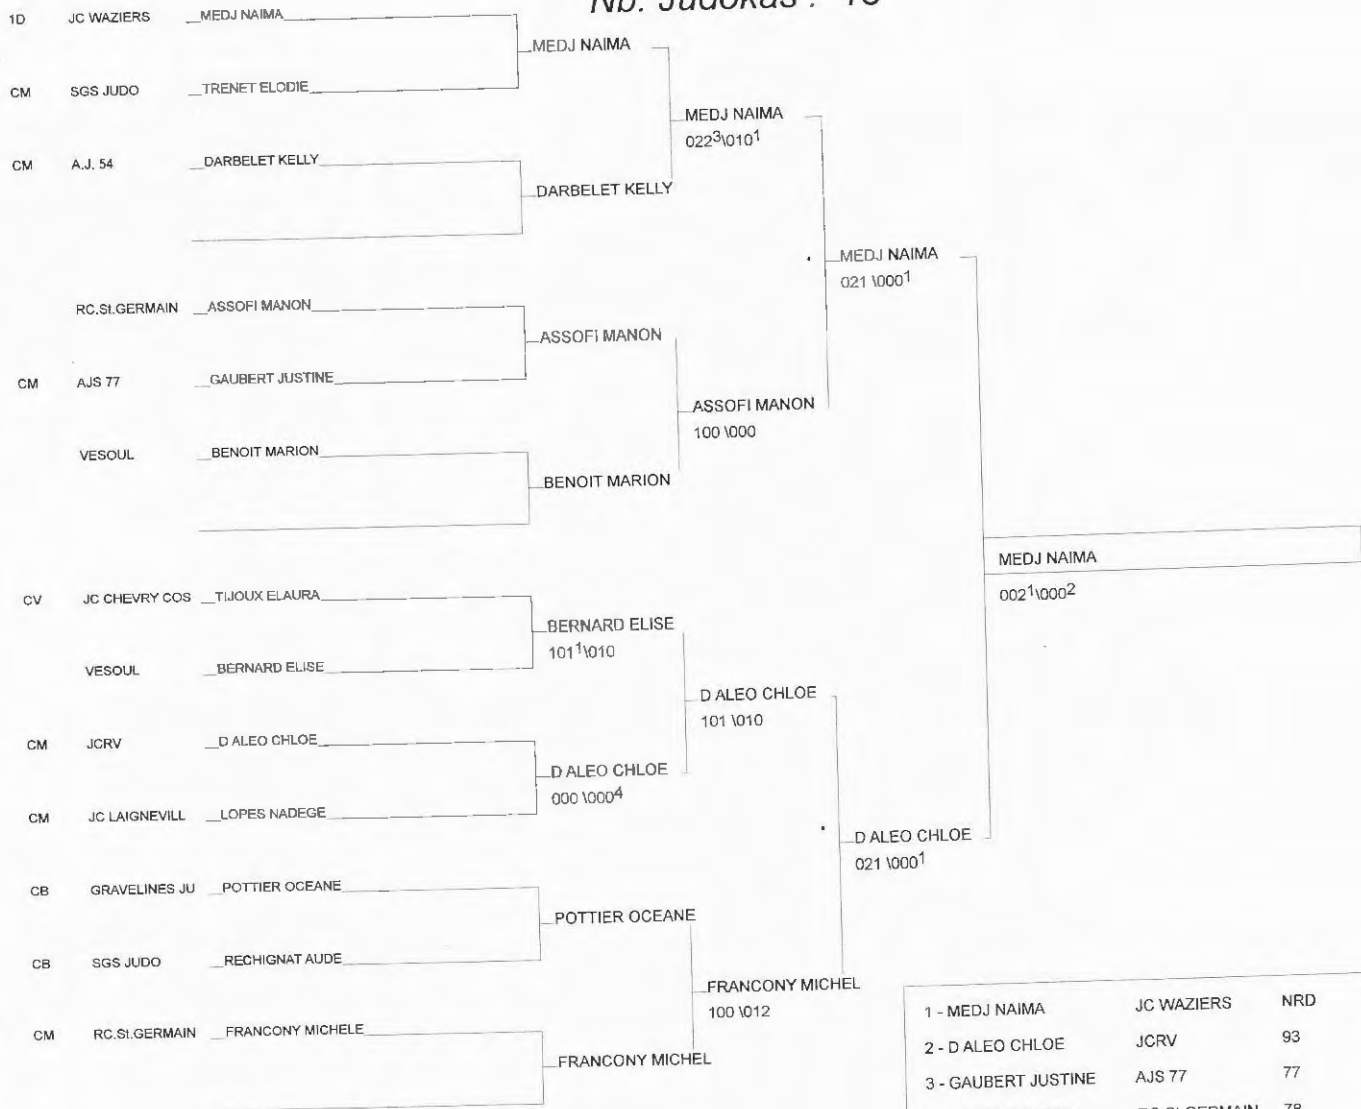 Nb. Judokas :
1D JC WAZIERS MEDJ NAIMA
MEDJ NAIMA
CM SGS JUDO TRENET ELODIE
MEDJ NAIMA
022³\010¹
CM A.J. 54 DARBELET KELLY
DARBELET KELLY
MEDJ NAIMA
021 \000¹
RC.St.GERMAIN ASSOFI MANON
ASSOFI MANON
CM AJS 77 GAUBERT JUSTINE
ASSOFI MANON
100 \000
VESOUL BENOIT MARION
BENOIT MARION
MEDJ NAIMA
002¹\000²
CV JC CHEVRY COS TIJOUX ELAURA
BERNARD ELISE
101¹\010
VESOUL BERNARD ELISE
D ALEO CHLOE
101 \010
CM JCRV D ALEO CHLOE
D ALEO CHLOE
000 \000⁴
CM JC LAIGNEVILL LOPES NADEGE
D ALEO CHLOE
021 \000¹
CB GRAVELINES JU POTTIER OCEANE
POTTIER OCEANE
CB SGS JUDO RECHIGNAT AUDE
FRANCONY MICHEL
100 \012
CM RC.St.GERMAIN FRANCONY MICHELE
FRANCONY MICHEL
1 - MEDJ NAIMA JC WAZIERS NRD
2 - D ALEO CHLOE JCRV 93
3 - GAUBERT JUSTINE AJS 77 77
78